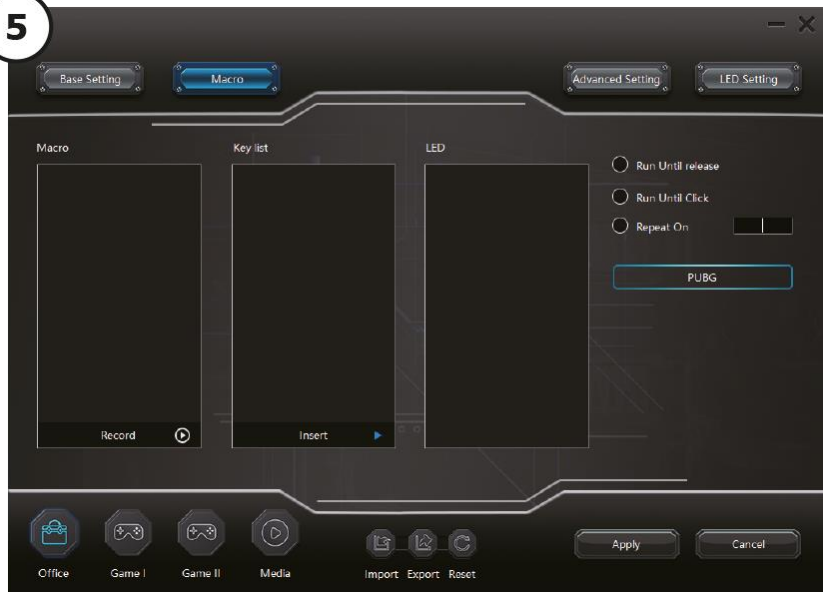 5
Base Setting
Macro
Advanced Setting
LED Setting
Macro
Key list
LED
Run Until release
Run Until Click
Repeat On
PUBG
Record
Insert
Office
Game I
Game II
Media
Import
Export
Reset
Apply
Cancel